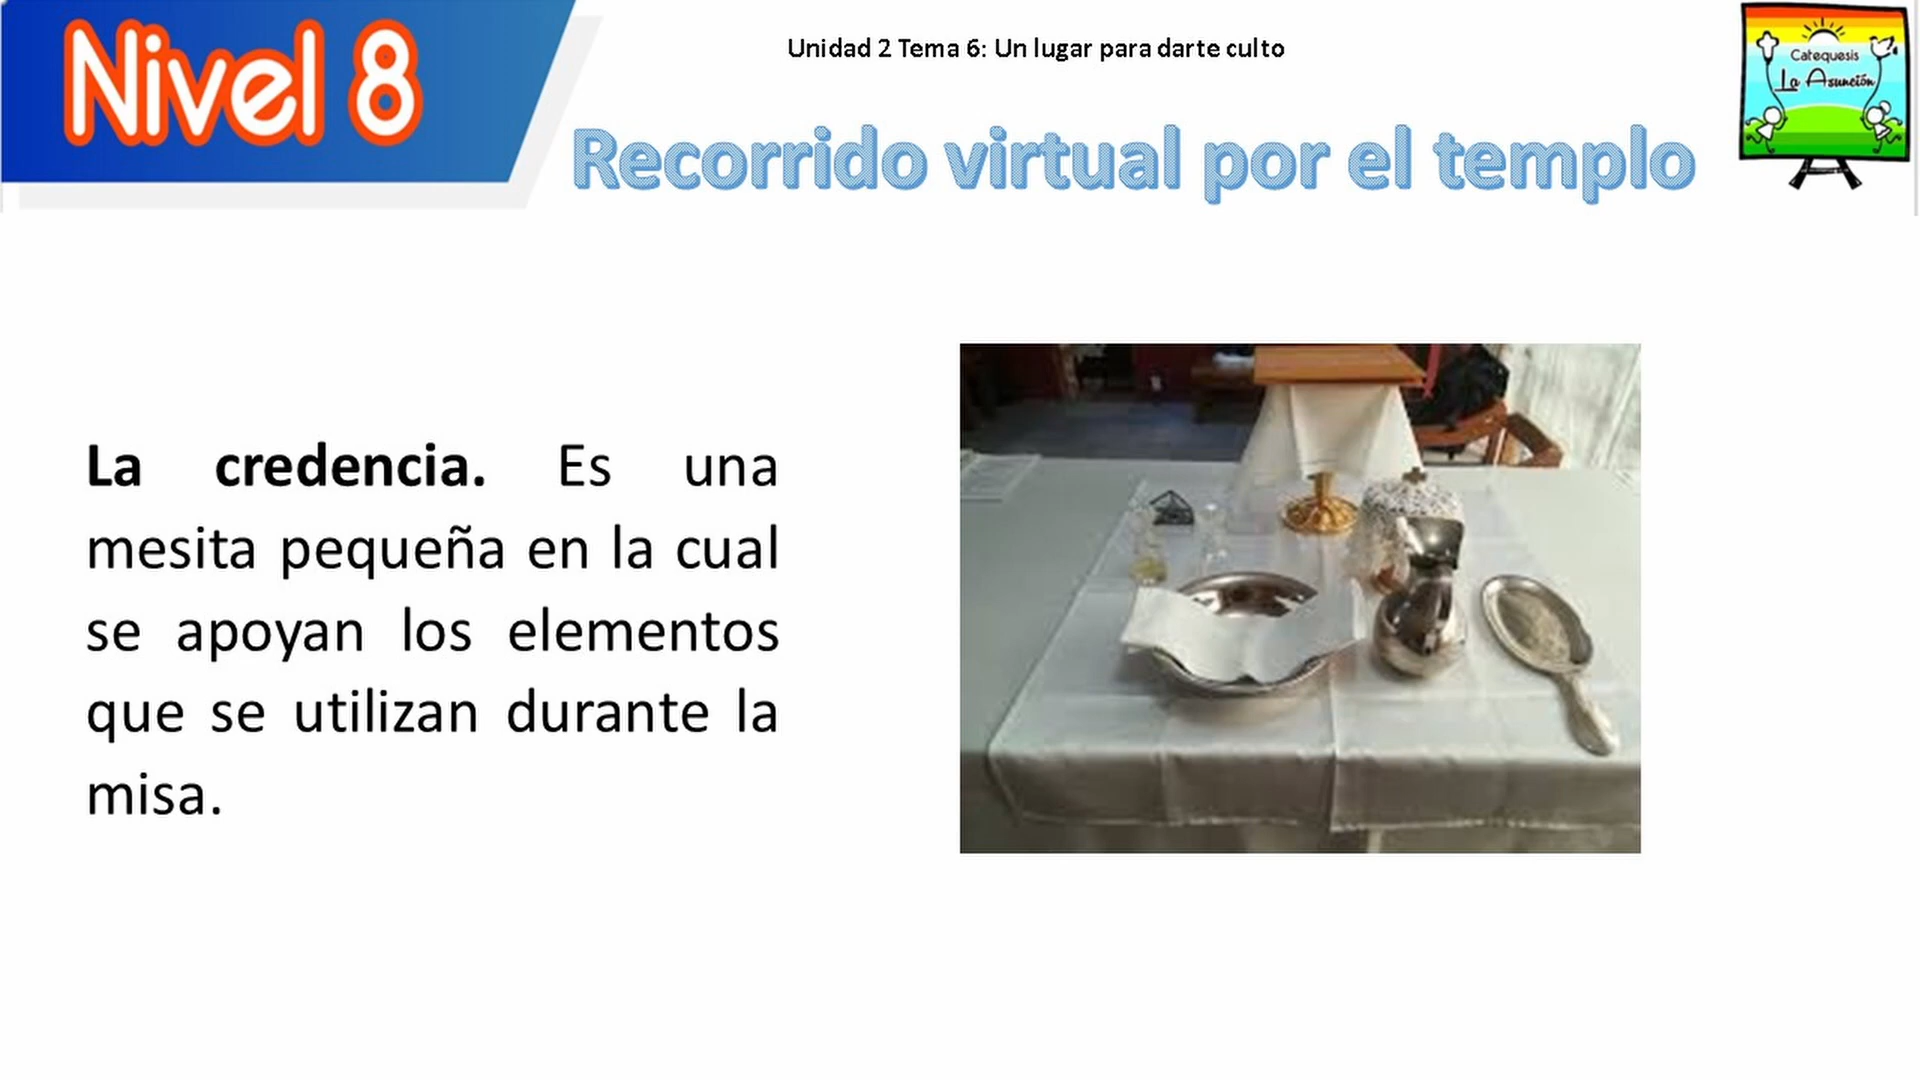 Nivel 8
Unidad 2 Tema 6: Un lugar para darte culto
Catequesis
La Asunción
Recorrido virtual por el templo
La credencia. Es una
mesita pequeña en la cual
se apoyan los elementos
que se utilizan durante la
misa.